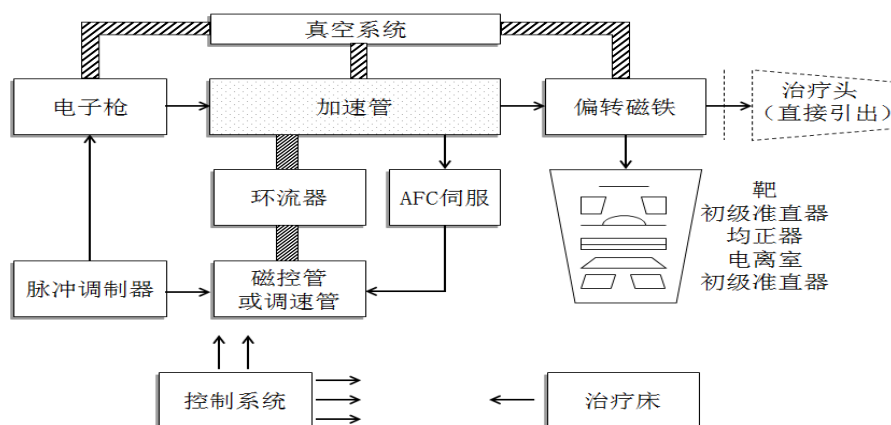 真空系统
电子枪
加速管
偏转磁铁
治疗头
（直接引出）
环流器
AFC伺服
靶
初级准直器
均正器
电离室
初级准直器
脉冲调制器
磁控管
或调速管
控制系统
治疗床